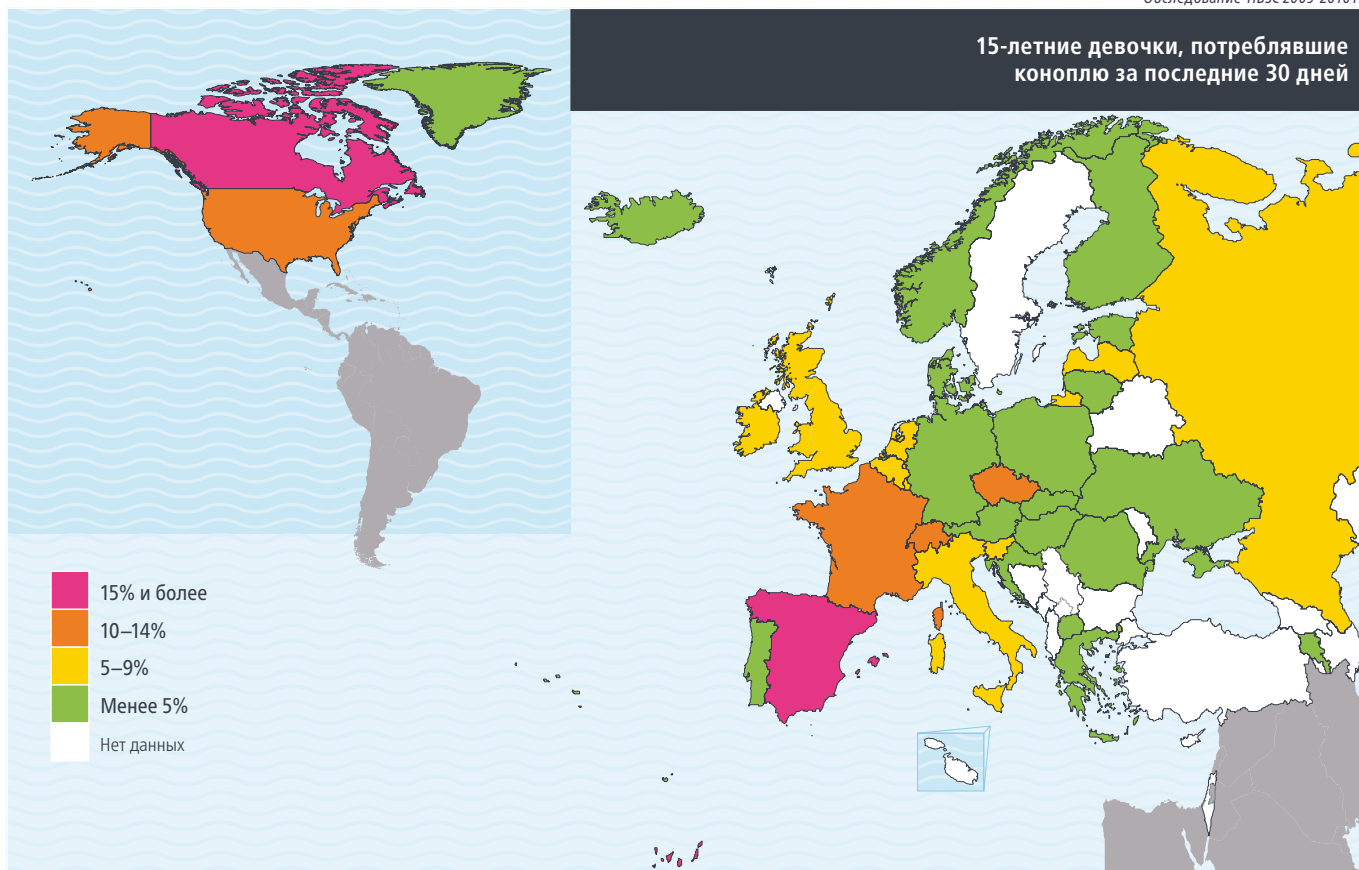 15-летние девочки, потреблявшие
коноплю за последние 30 дней
15% и более
10–14%
5–9%
Менее 5%
Нет данных